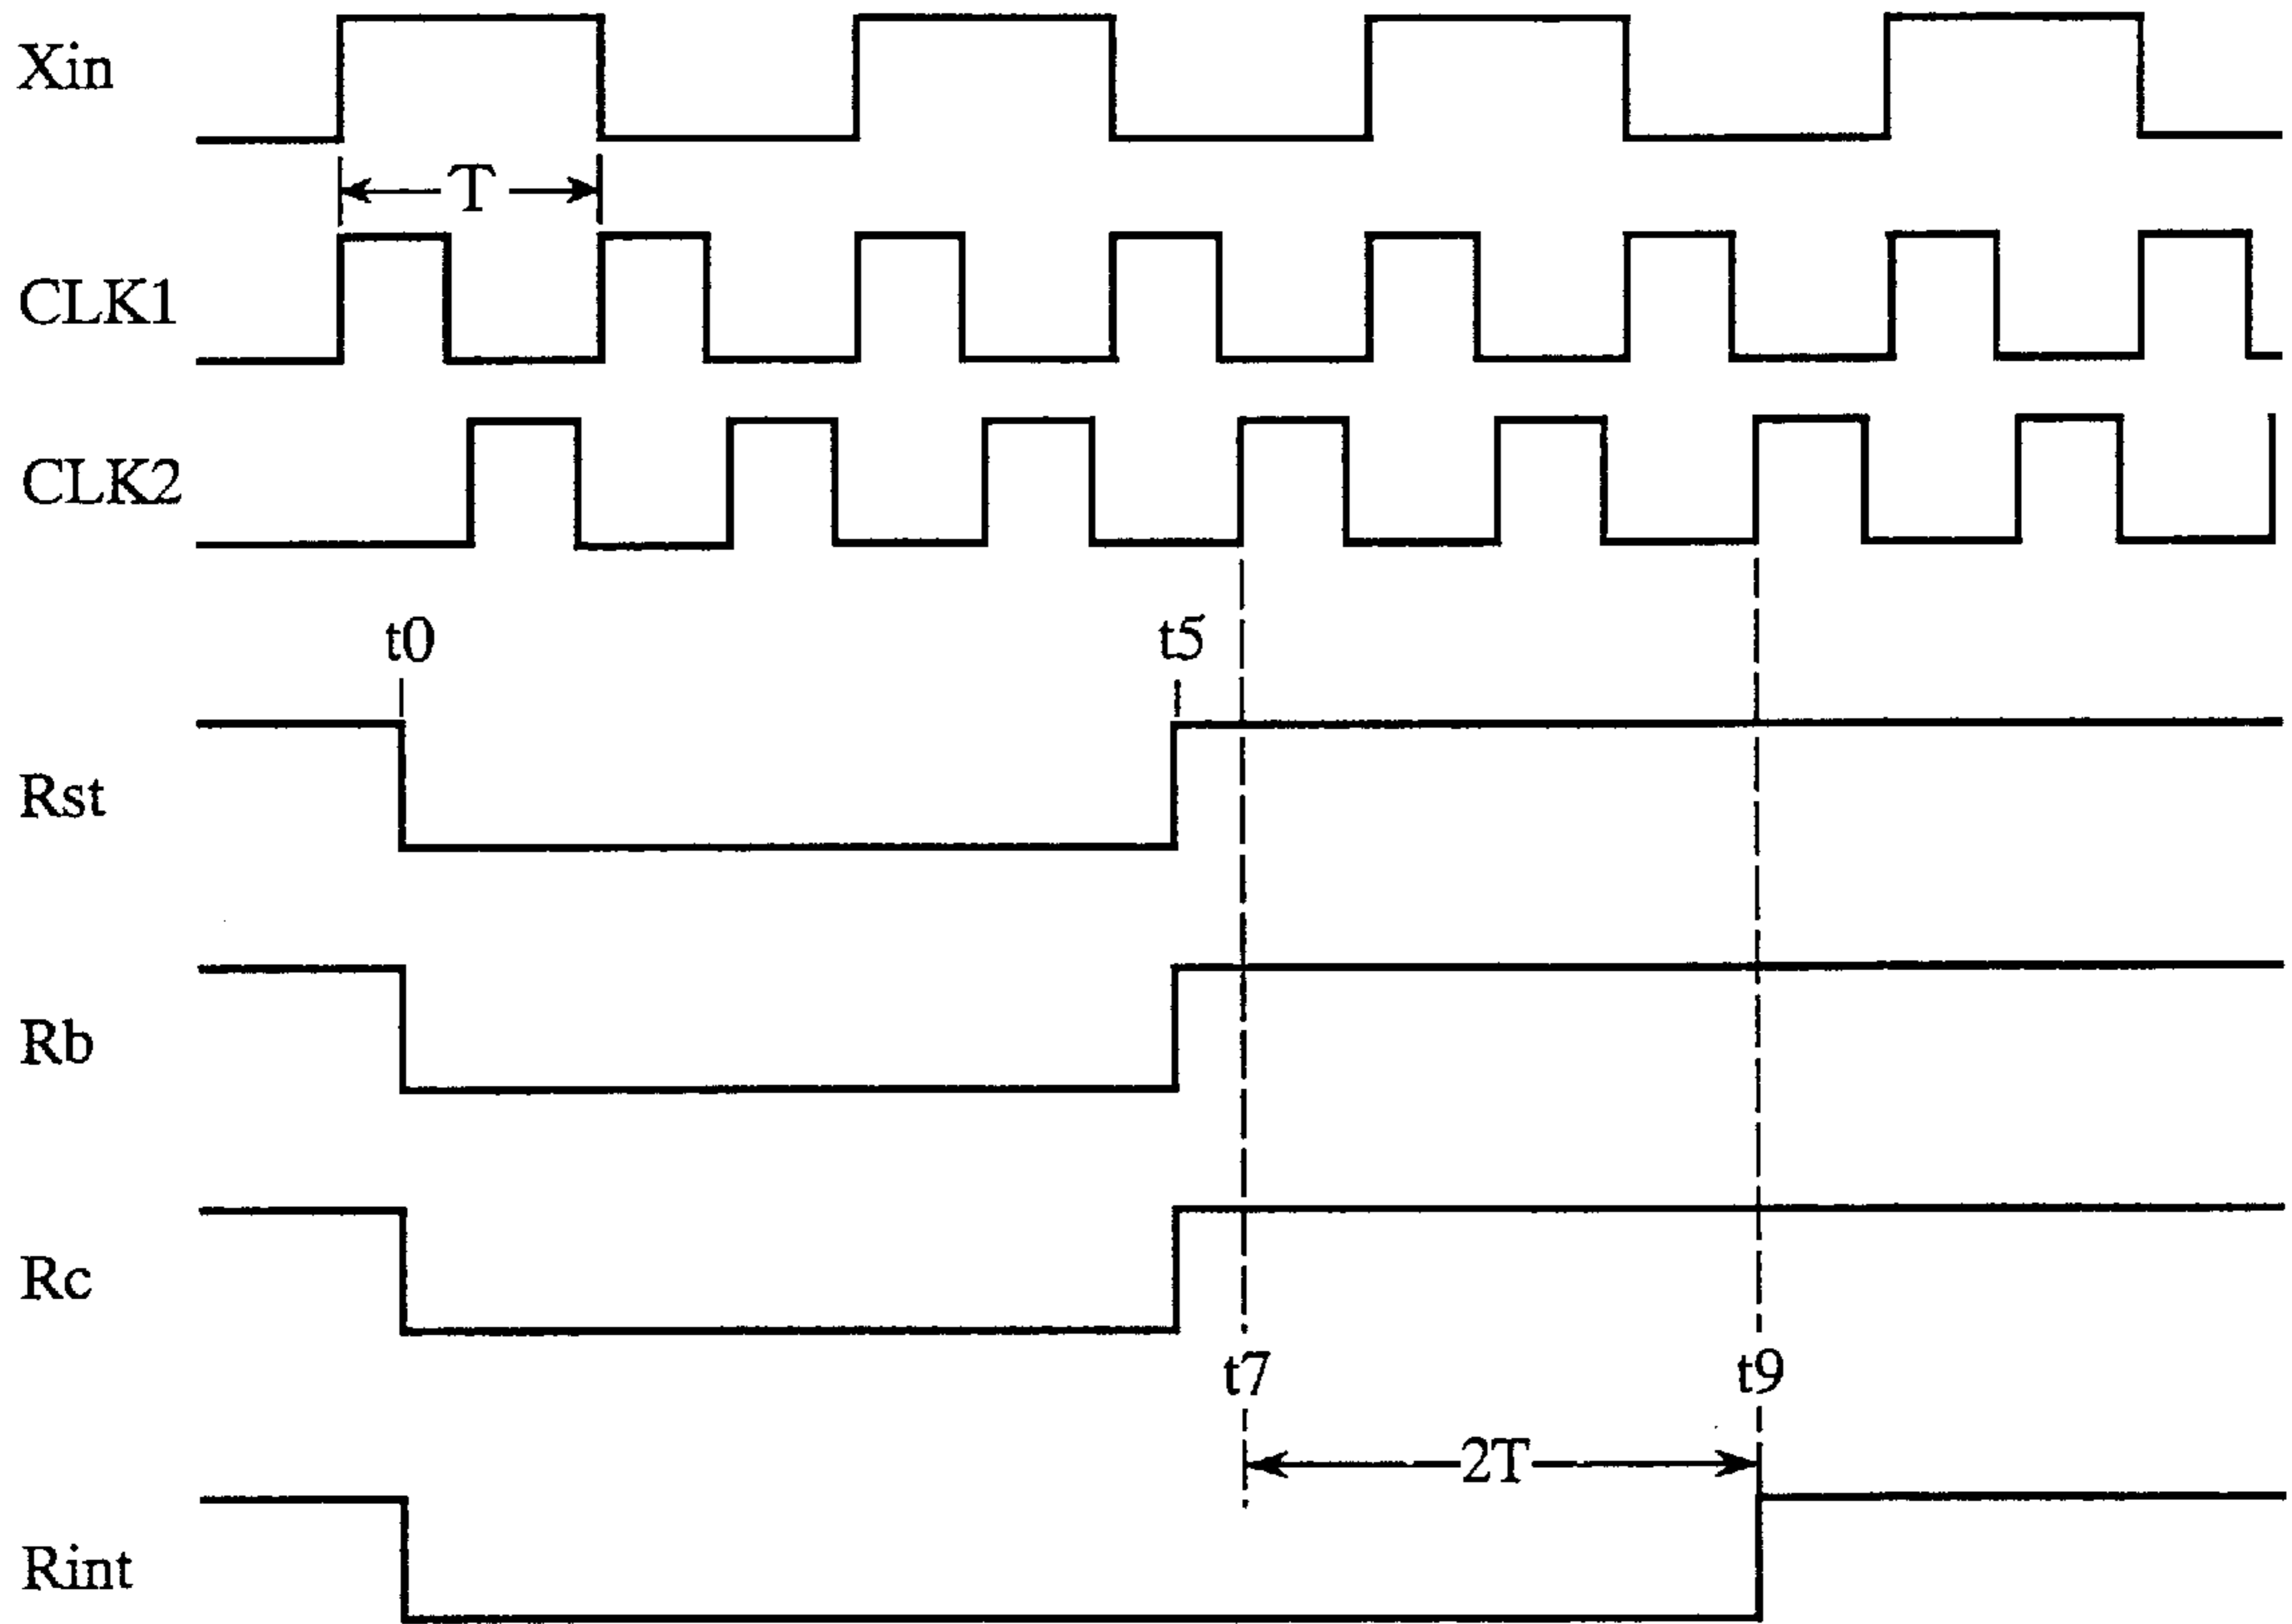 Xin
T
CLK1
CLK2
t0 t5
Rst
Rb
Rc
t7 t9
2T
Rint